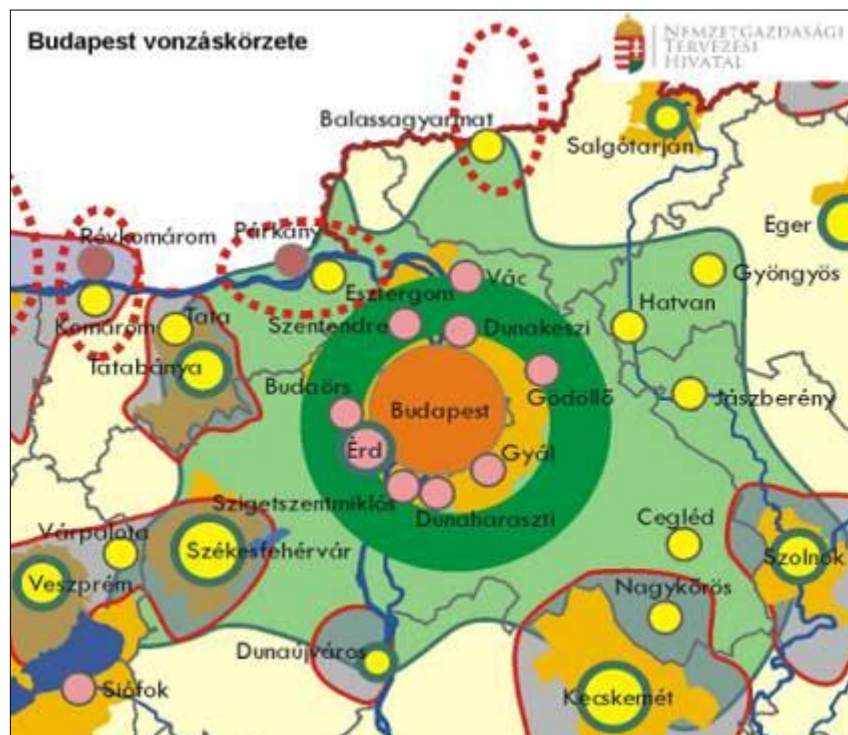 Budapest vonzáskörzete
NEMZETGAZDASÁGI
TERVEZÉSI
HIVATAL
Balassagyarmat
Salgótarján
Révkomárom
Párkány
Eger
Vác
Gyöngyös
Esztergom
Komárom
Tata
Szentendre
Dunakeszi
Hatvan
Tatabánya
Budaörs
Gödöllő
Jászberény
Budapest
Érd
Gyál
Szigetszentmiklós
Dunaharaszti
Cegléd
Várpalota
Székesfehérvár
Szolnok
Veszprém
Nagykőrös
Dunaújváros
Siófok
Kecskemét